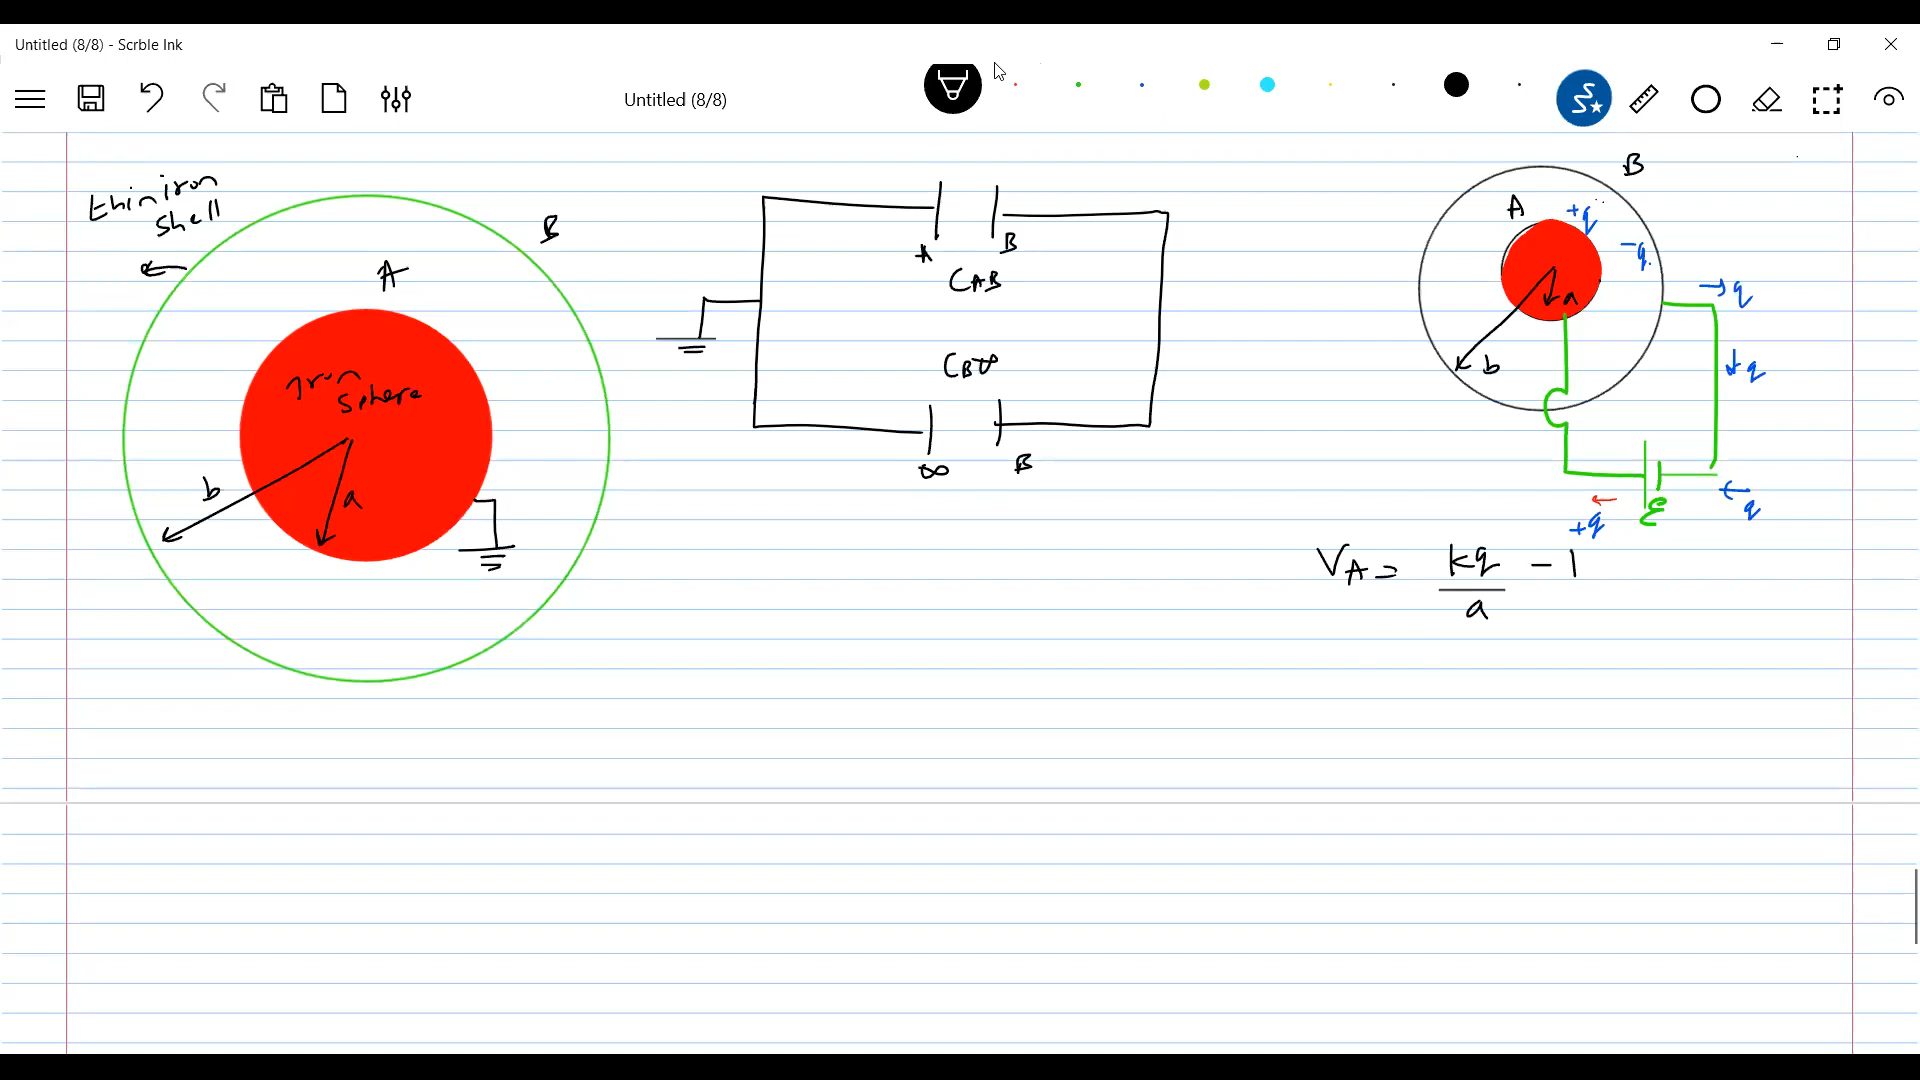 Untitled (8/8) - Scrble Ink
Untitled (8/8)
thin iron
shell
B
A
Iron
Sphere
b
a
A
B
CAB
CB∞
∞
B
B
A
+q
-q
a
b
→q
↓q
←q
ε
+q
VA = kq/a - 1